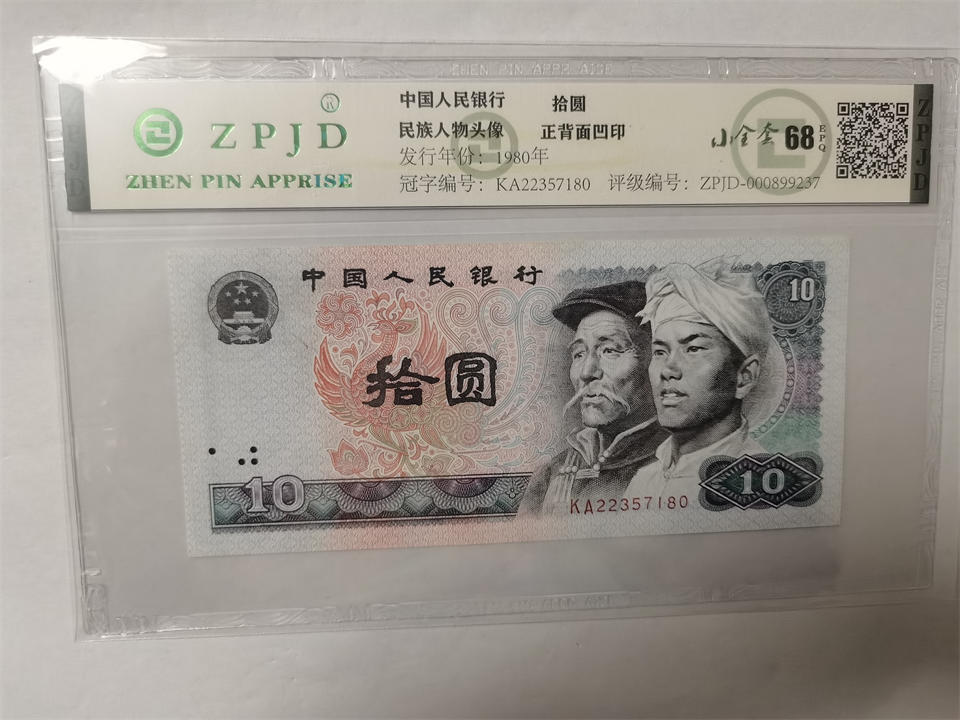 ZHEN PIN APPRAISE
ZPJD
®
ZHEN PIN APPRISE
中国人民银行 拾圆
民族人物头像 正背面凹印
发行年份：1980年
冠字编号：KA22357180 评级编号：ZPJD-000899237
小全套 68 EPQ
ZPJD
ZPJD
中国人民银行
10
拾圆
10
KA22357180
10